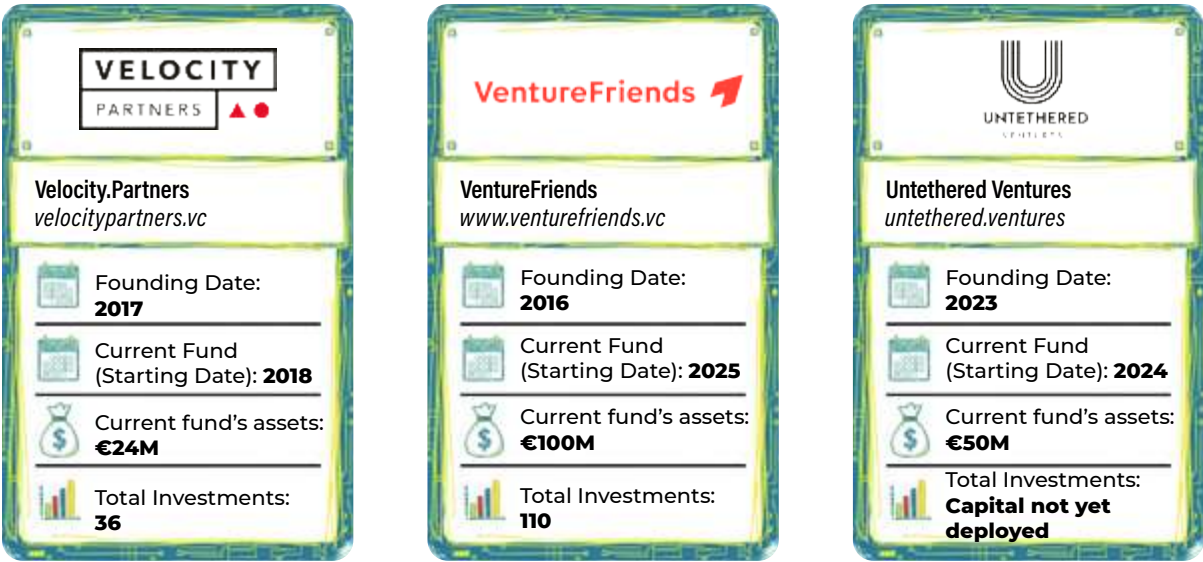 VELOCITY
PARTNERS
Velocity.Partners
velocitypartners.vc
Founding Date:
2017
Current Fund
(Starting Date): 2018
Current fund's assets:
€24M
Total Investments:
36
VentureFriends
VentureFriends
www.venturefriends.vc
Founding Date:
2016
Current Fund
(Starting Date): 2025
Current fund's assets:
€100M
Total Investments:
110
UNTETHERED
VENTURES
Untethered Ventures
untethered.ventures
Founding Date:
2023
Current Fund
(Starting Date): 2024
Current fund's assets:
€50M
Total Investments:
Capital not yet
deployed